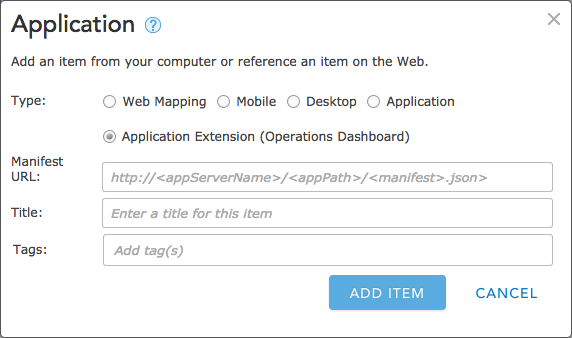 Application ?
Add an item from your computer or reference an item on the Web.
Type: Web Mapping Mobile Desktop Application
Application Extension (Operations Dashboard)
Manifest
URL: http://<appServerName>/<appPath>/<manifest>.json>
Title: Enter a title for this item
Tags: Add tag(s)
ADD ITEM CANCEL